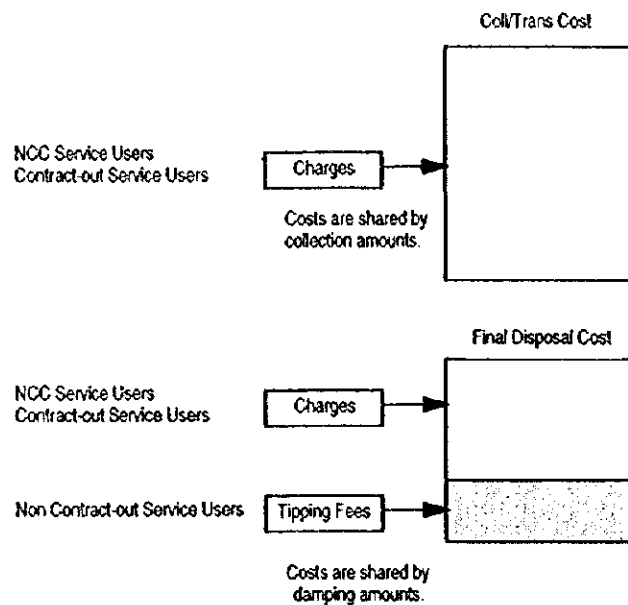 Coll/Trans Cost
NCC Service Users
Contract-out Service Users
Charges
Costs are shared by
collection amounts.
Final Disposal Cost
NCC Service Users
Contract-out Service Users
Charges
Non Contract-out Service Users
Tipping Fees
Costs are shared by
damping amounts.